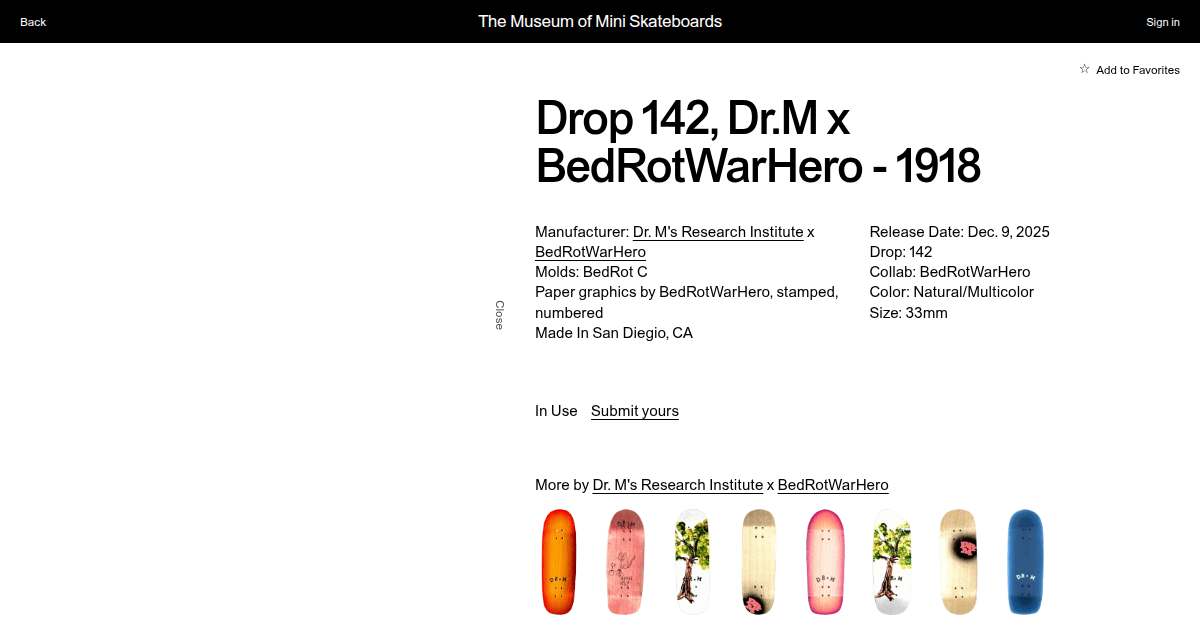 Back
The Museum of Mini Skateboards
Sign in
☆ Add to Favorites
Drop 142, Dr.M x
BedRotWarHero - 1918
Manufacturer: Dr. M's Research Institute x
BedRotWarHero
Molds: BedRot C
Paper graphics by BedRotWarHero, stamped,
numbered
Made In San Diegio, CA
Release Date: Dec. 9, 2025
Drop: 142
Collab: BedRotWarHero
Color: Natural/Multicolor
Size: 33mm
Close
In Use Submit yours
More by Dr. M's Research Institute x BedRotWarHero